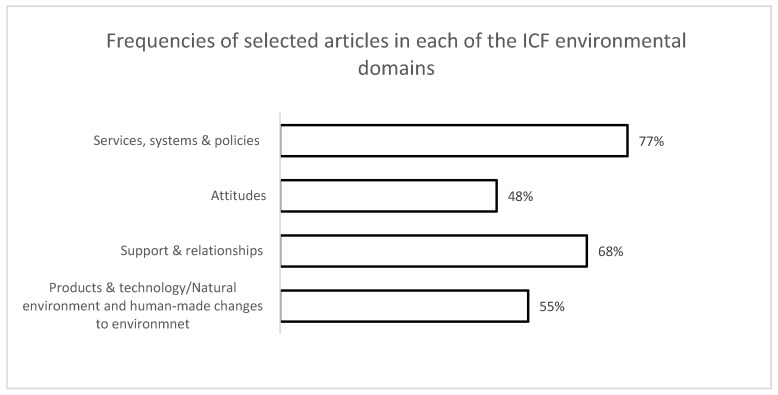 Frequencies of selected articles in each of the ICF environmental
domains
Services, systems & policies
77%
Attitudes
48%
Support & relationships
68%
Products & technology/Natural
environment and human-made changes
to environmnet
55%